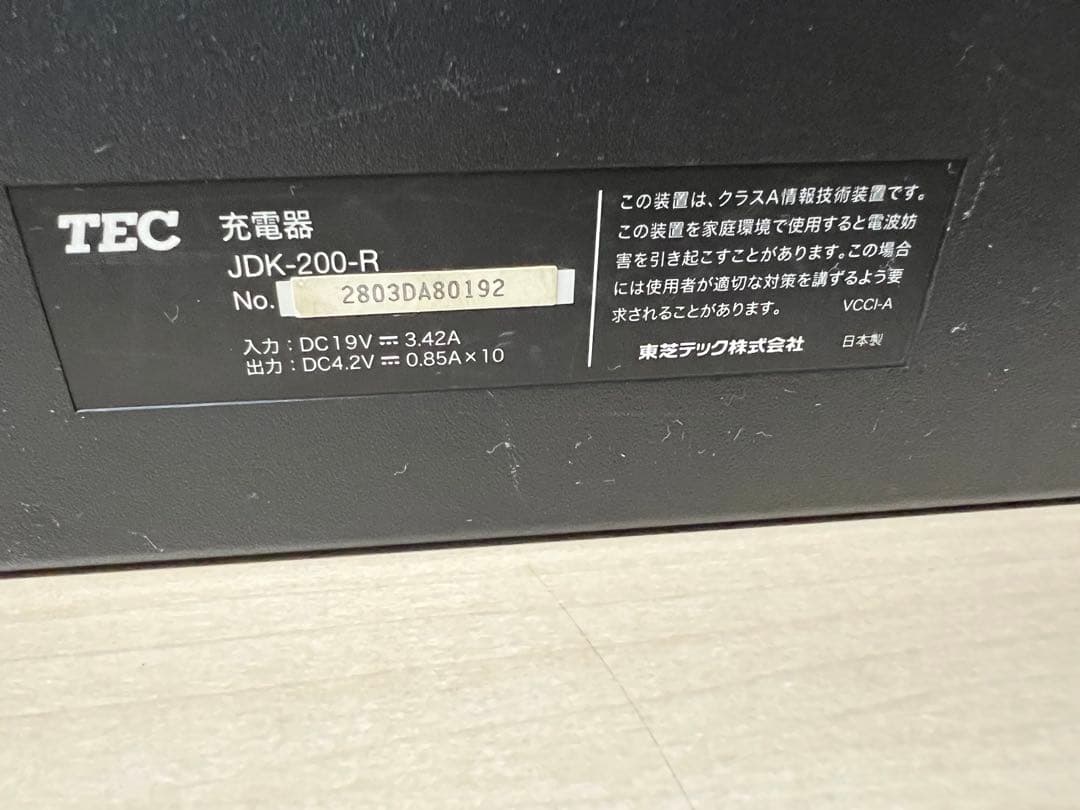 TEC 充電器
JDK-200-R
No. 2803DA80192
入力：DC19V ⎓ 3.42A
出力：DC4.2V ⎓ 0.85A×10
この装置は、クラスA情報技術装置です。
この装置を家庭環境で使用すると電波妨
害を引き起こすことがあります。この場合
には使用者が適切な対策を講ずるよう要
求されることがあります。 VCCI-A
東芝テック株式会社 日本製